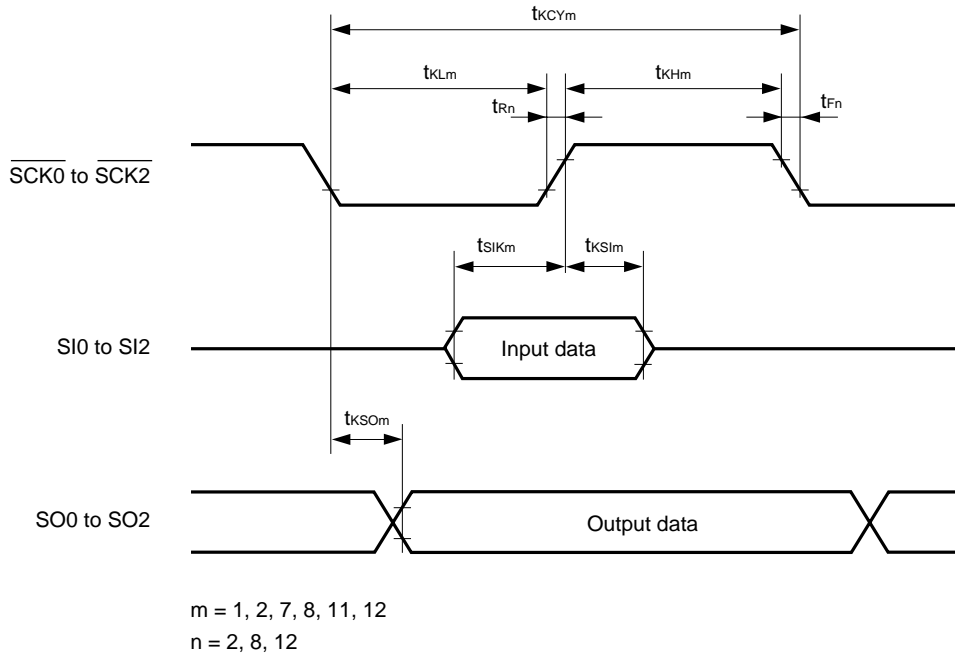 tKCYm
tKLm
tKHm
tRn
tFn
SCK0 to SCK2
tSIKm
tKSIm
SI0 to SI2
Input data
tKSOm
SO0 to SO2
Output data
m = 1, 2, 7, 8, 11, 12
n = 2, 8, 12